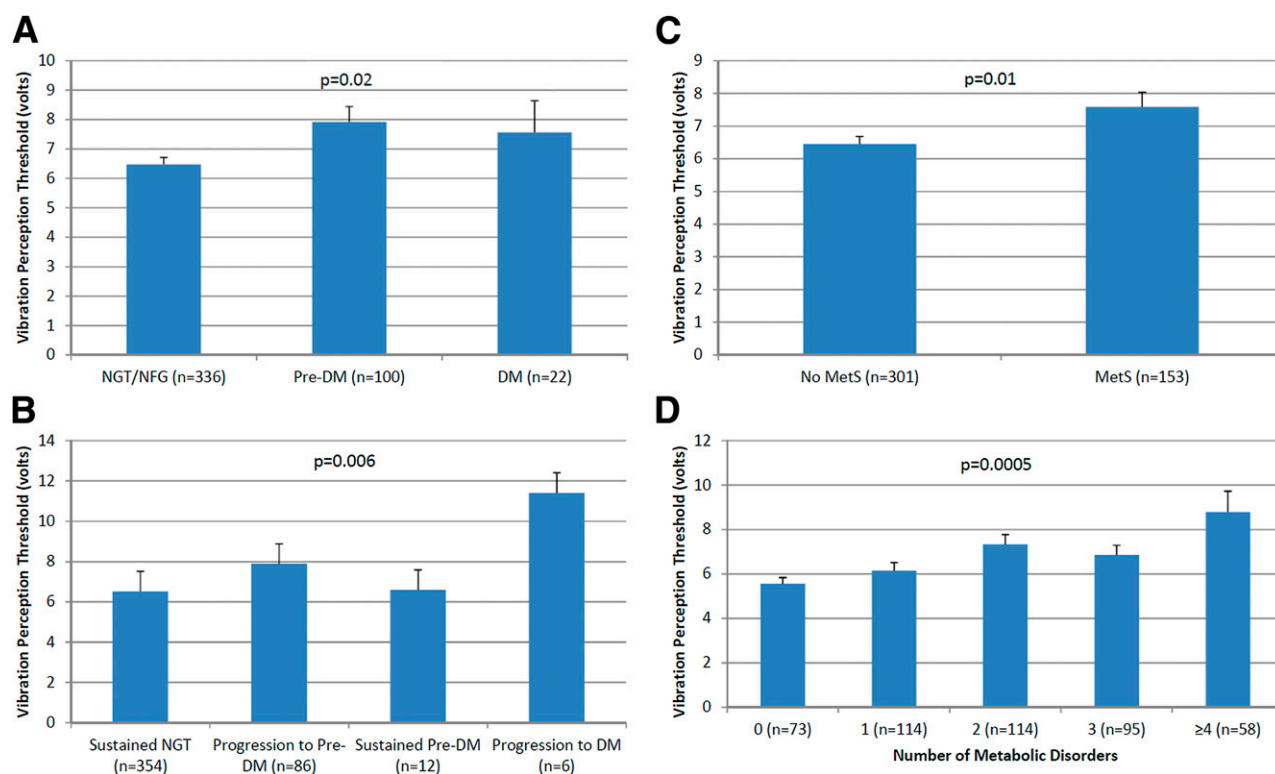 A
Vibration Perception Threshold (volts)
10
9
8
7
6
5
4
3
2
1
0
p=0.02
NGT/NFG (n=336)
Pre-DM (n=100)
DM (n=22)
B
Vibration Perception Threshold (volts)
14
12
10
8
6
4
2
0
p=0.006
Sustained NGT
(n=354)
Progression to Pre-
DM (n=86)
Sustained Pre-DM
(n=12)
Progression to DM
(n=6)
C
Vibration Perception Threshold (volts)
9
8
7
6
5
4
3
2
1
0
p=0.01
No MetS (n=301)
MetS (n=153)
D
Vibration Perception Threshold (volts)
12
10
8
6
4
2
0
p=0.0005
0 (n=73)
1 (n=114)
2 (n=114)
3 (n=95)
≥4 (n=58)
Number of Metabolic Disorders